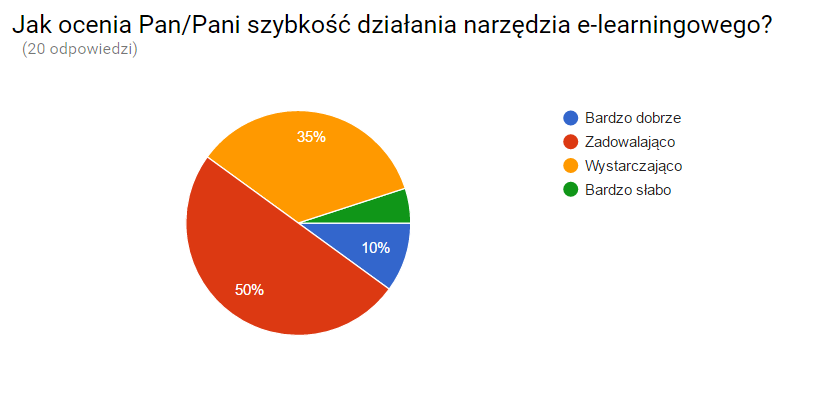 Jak ocenia Pan/Pani szybkość działania narzędzia e-learningowego?
(20 odpowiedzi)
35%
10%
50%
Bardzo dobrze
Zadowalająco
Wystarczająco
Bardzo słabo